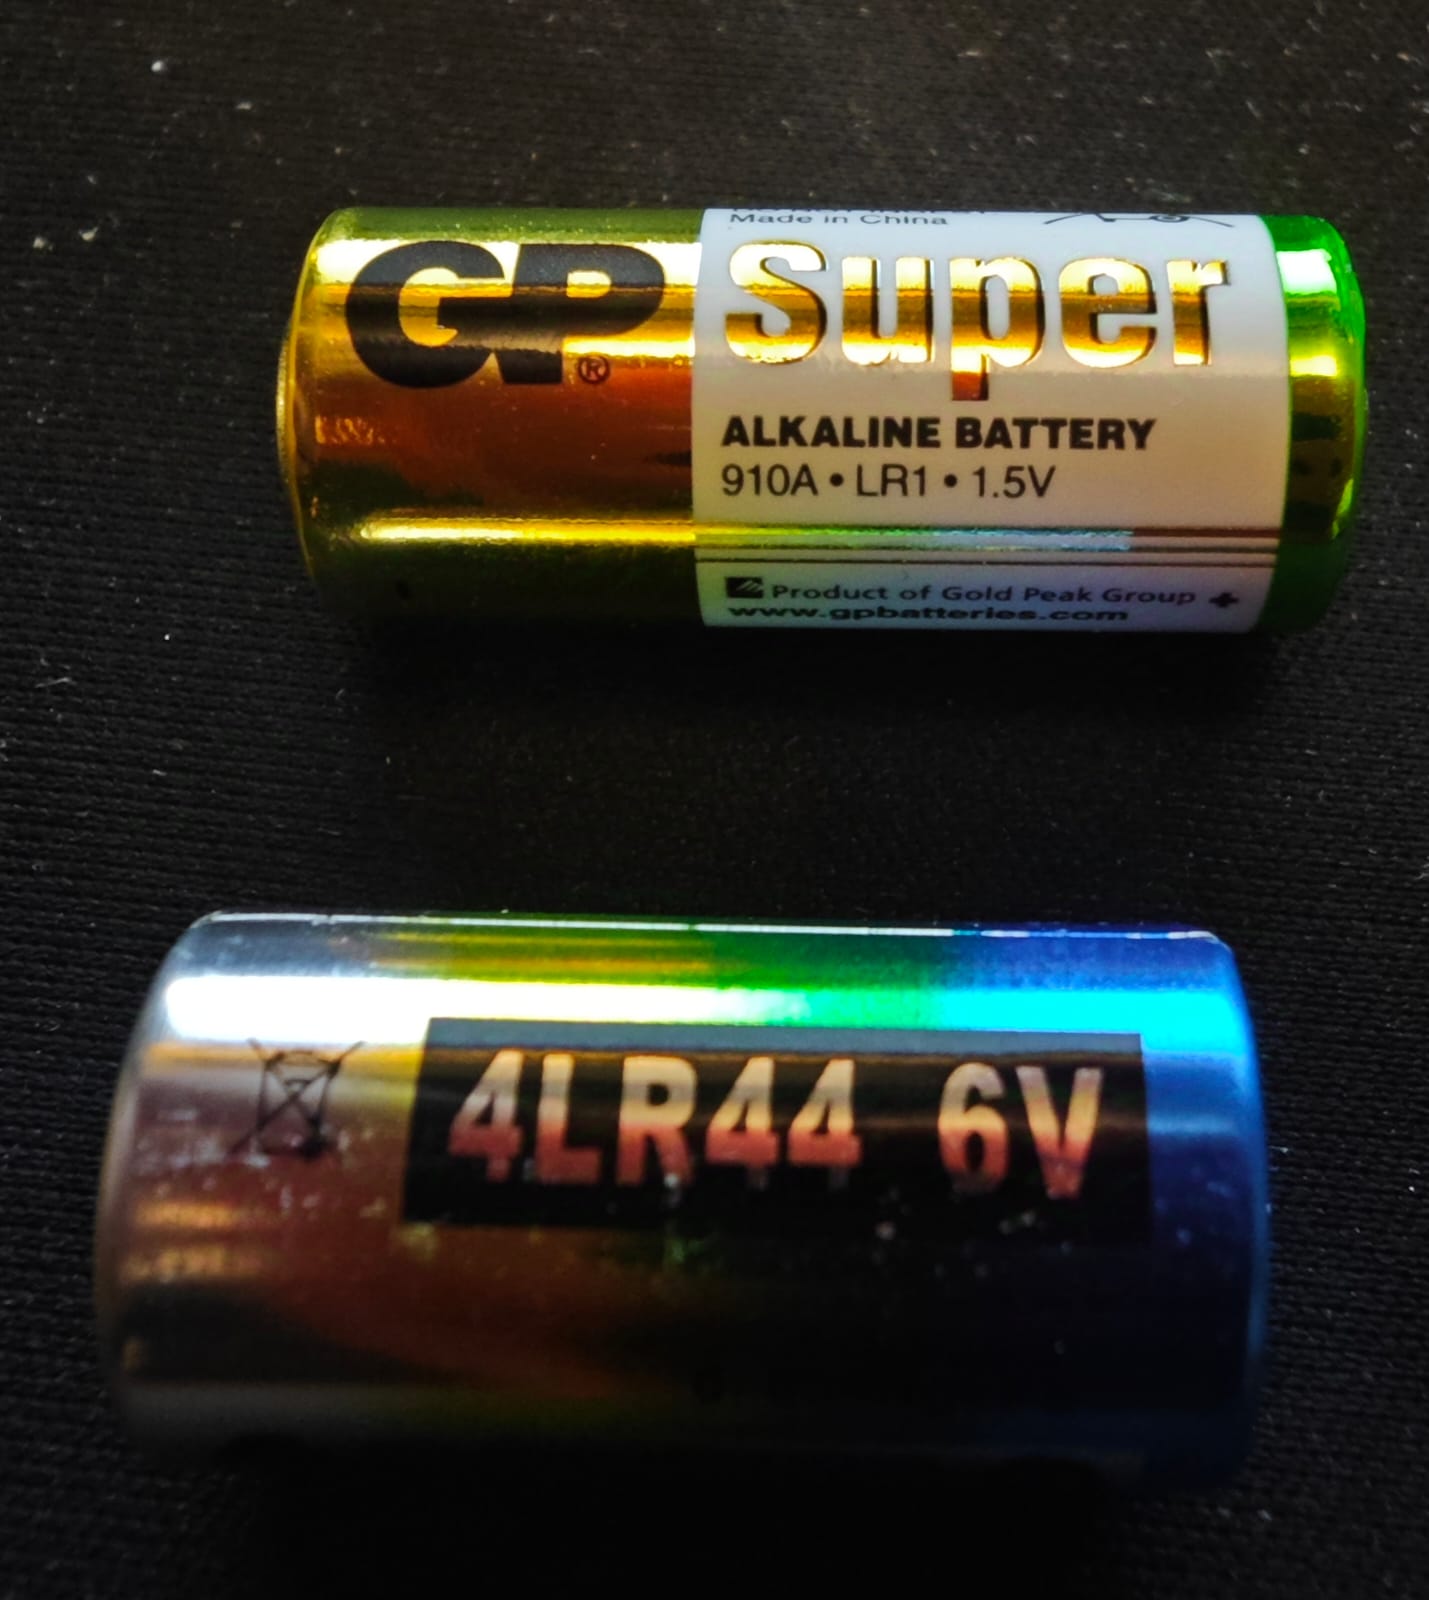 Made in China
GP®
Super
ALKALINE BATTERY
910A • LR1 • 1.5V
Product of Gold Peak Group
+
www.gpbatteries.com
4LR44 6V